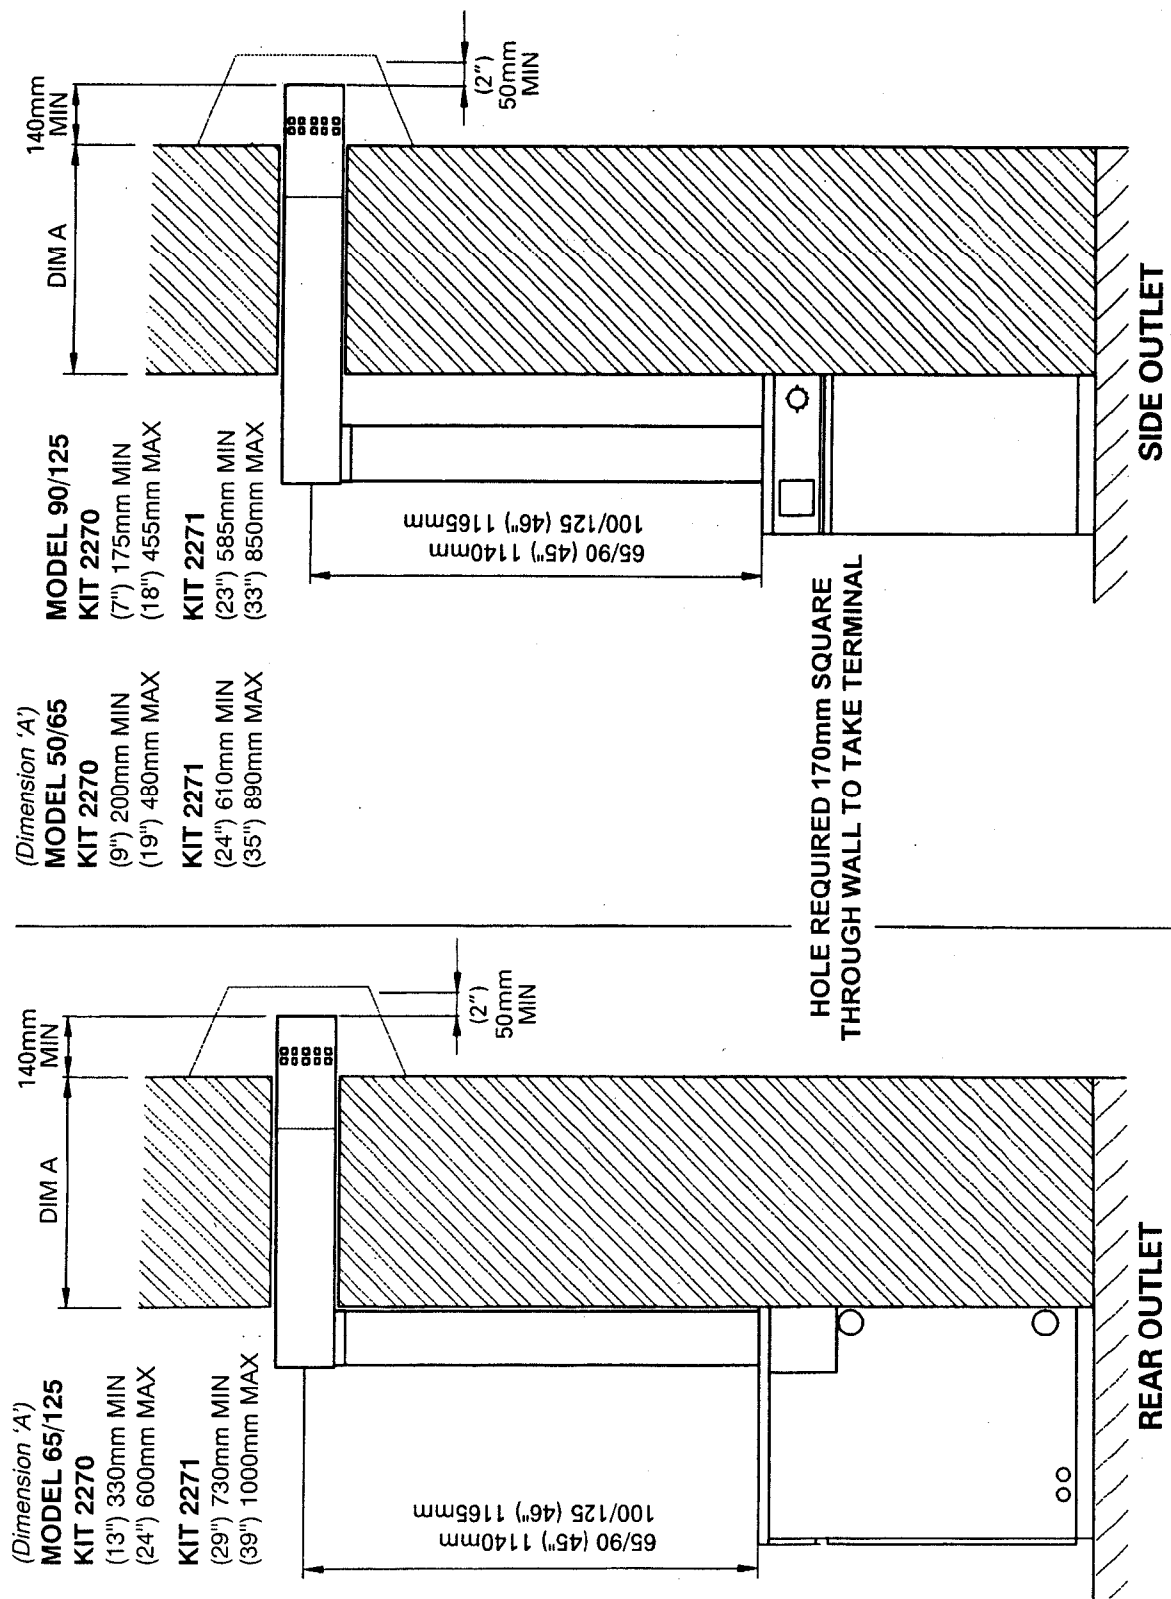 (Dimension 'A')
MODEL 65/125
KIT 2270
(13") 330mm MIN
(24") 600mm MAX
KIT 2271
(29") 730mm MIN
(39") 1000mm MAX
DIM A
140mm
MIN
(2")
50mm
MIN
65/90 (45") 1140mm
100/125 (46") 1165mm
REAR OUTLET
(Dimension 'A')
MODEL 50/65
KIT 2270
(9") 200mm MIN
(19") 480mm MAX
KIT 2271
(24") 610mm MIN
(35") 890mm MAX
MODEL 90/125
KIT 2270
(7") 175mm MIN
(18") 455mm MAX
KIT 2271
(23") 585mm MIN
(33") 850mm MAX
DIM A
140mm
MIN
(2")
50mm
MIN
65/90 (45") 1140mm
100/125 (46") 1165mm
HOLE REQUIRED 170mm SQUARE
THROUGH WALL TO TAKE TERMINAL
SIDE OUTLET